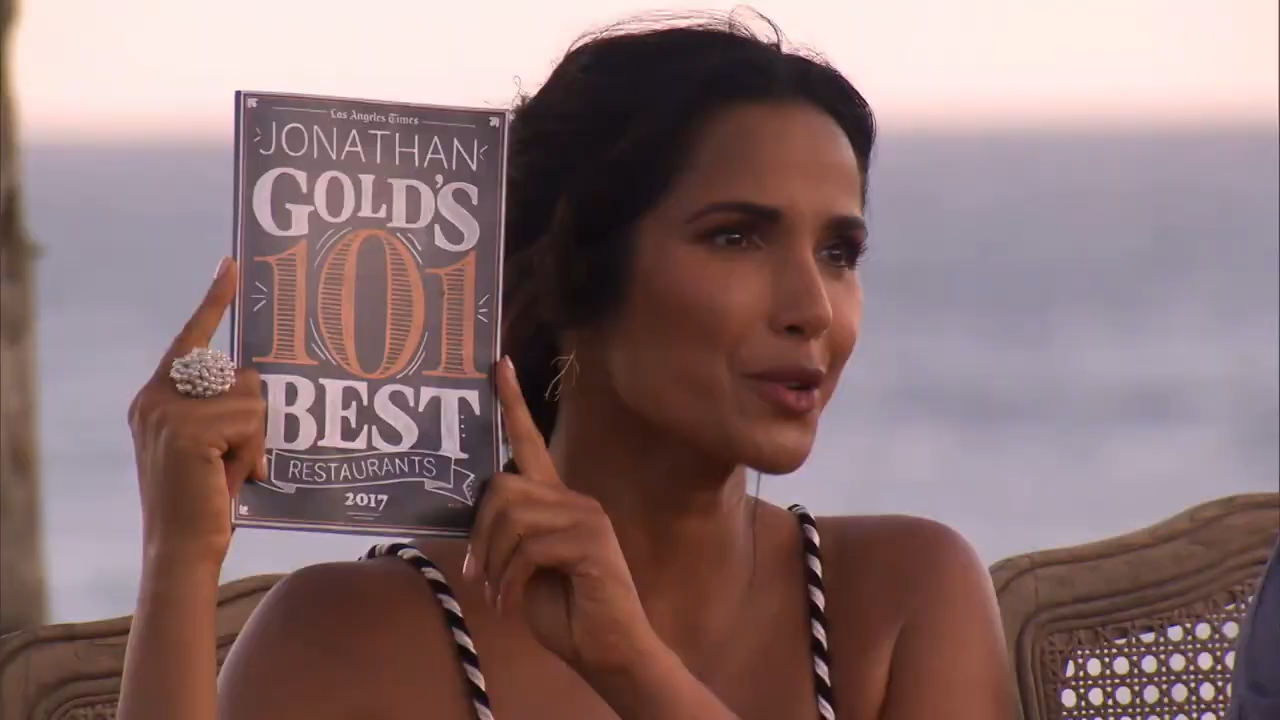 Los Angeles Times
JONATHAN
GOLD'S
101
BEST
RESTAURANTS
2017